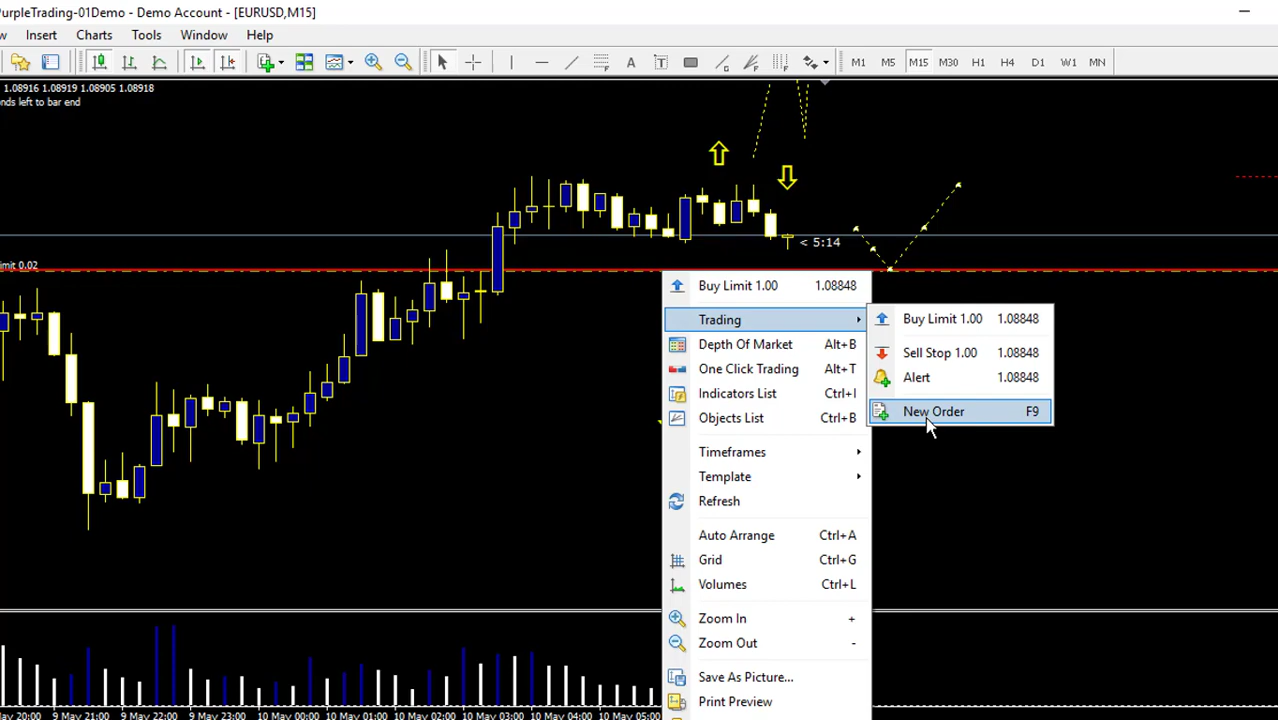 PurpleTrading-01Demo - Demo Account - [EURUSD,M15]
w Insert Charts Tools Window Help
M1 M5 M15 M30 H1 H4 D1 W1 MN
1.08916 1.08919 1.08905 1.08918
nds left to bar end
< 5:14
imit 0.02
Buy Limit 1.00 1.08848
Trading
Depth Of Market Alt+B
One Click Trading Alt+T
Indicators List Ctrl+I
Objects List Ctrl+B
Timeframes
Template
Refresh
Auto Arrange Ctrl+A
Grid Ctrl+G
Volumes Ctrl+L
Zoom In +
Zoom Out -
Save As Picture...
Print Preview
Buy Limit 1.00 1.08848
Sell Stop 1.00 1.08848
Alert 1.08848
New Order F9
ay 20:00 9 May 21:00 9 May 22:00 9 May 23:00 10 May 00:00 10 May 01:00 10 May 02:00 10 May 03:00 10 May 04:00 10 May 05:00